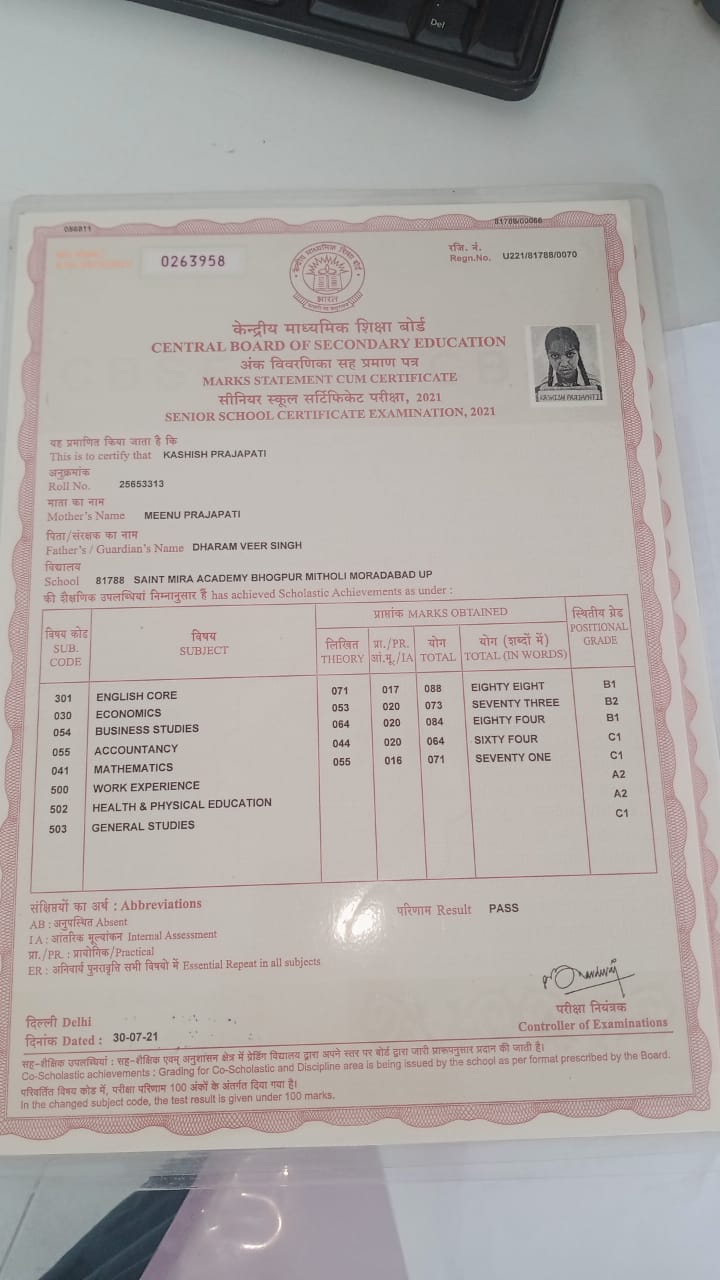 Del
086811
81788/00066
0263958
रजि. नं.
Regn.No. U221/81788/0070
भारत
केन्द्रीय माध्यमिक शिक्षा बोर्ड
CENTRAL BOARD OF SECONDARY EDUCATION
अंक विवरणिका सह प्रमाण पत्र
MARKS STATEMENT CUM CERTIFICATE
सीनियर स्कूल सर्टिफिकेट परीक्षा, 2021
SENIOR SCHOOL CERTIFICATE EXAMINATION, 2021
KASHISH PRAJAPATI
यह प्रमाणित किया जाता है कि
This is to certify that KASHISH PRAJAPATI
अनुक्रमांक
Roll No. 25653313
माता का नाम
Mother's Name MEENU PRAJAPATI
पिता/संरक्षक का नाम
Father's / Guardian's Name DHARAM VEER SINGH
विद्यालय
School 81788 SAINT MIRA ACADEMY BHOGPUR MITHOLI MORADABAD UP
की शैक्षणिक उपलब्धियां निम्नानुसार हैं has achieved Scholastic Achievements as under :
विषय कोड
SUB.
CODE
विषय
SUBJECT
प्राप्तांक MARKS OBTAINED
लिखित
THEORY
प्रा./PR.
आं.मू./IA
योग
TOTAL
योग (शब्दों में)
TOTAL (IN WORDS)
स्थितीय ग्रेड
POSITIONAL
GRADE
301 ENGLISH CORE 071 017 088 EIGHTY EIGHT B1
030 ECONOMICS 053 020 073 SEVENTY THREE B2
054 BUSINESS STUDIES 064 020 084 EIGHTY FOUR B1
055 ACCOUNTANCY 044 020 064 SIXTY FOUR C1
041 MATHEMATICS 055 016 071 SEVENTY ONE C1
500 WORK EXPERIENCE A2
502 HEALTH & PHYSICAL EDUCATION A2
503 GENERAL STUDIES C1
संक्षिप्तियों का अर्थ : Abbreviations
AB : अनुपस्थित Absent
IA : आंतरिक मूल्यांकन Internal Assessment
प्रा./PR. : प्रायोगिक/Practical
ER : अनिवार्य पुनरावृत्ति सभी विषयो में Essential Repeat in all subjects
परिणाम Result PASS
परीक्षा नियंत्रक
Controller of Examinations
दिल्ली Delhi
दिनांक Dated : 30-07-21
सह-शैक्षिक उपलब्धियां : सह-शैक्षिक एवम् अनुशासन क्षेत्र में ग्रेडिंग विद्यालय द्वारा अपने स्तर पर बोर्ड द्वारा जारी प्रारूपनुसार प्रदान की जाती है।
Co-Scholastic achievements : Grading for Co-Scholastic and Discipline area is being issued by the school as per format prescribed by the Board.
परिवर्तित विषय कोड में, परीक्षा परिणाम 100 अंकों के अंतर्गत दिया गया है।
In the changed subject code, the test result is given under 100 marks.